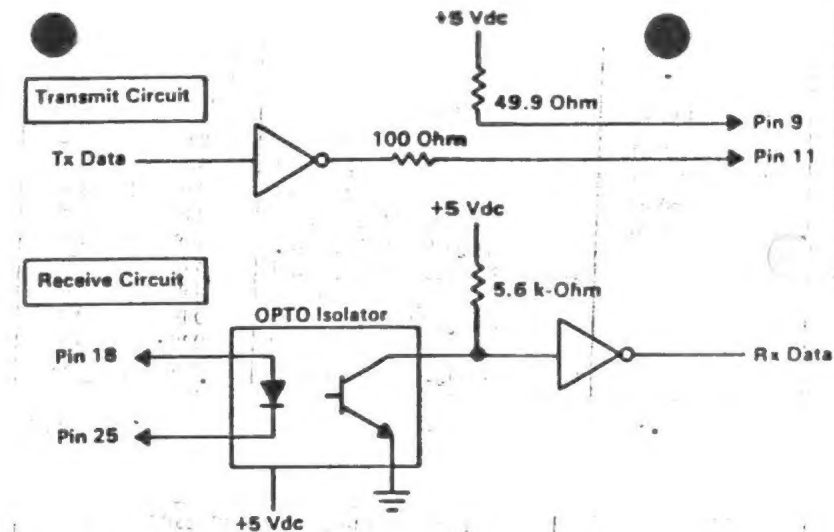 +5 Vdc
Transmit Circuit
49.9 Ohm
Pin 9
100 Ohm
Tx Data
Pin 11
+5 Vdc
Receive Circuit
5.6 k-Ohm
OPTO Isolator
Pin 18
Rx Data
Pin 25
+5 Vdc